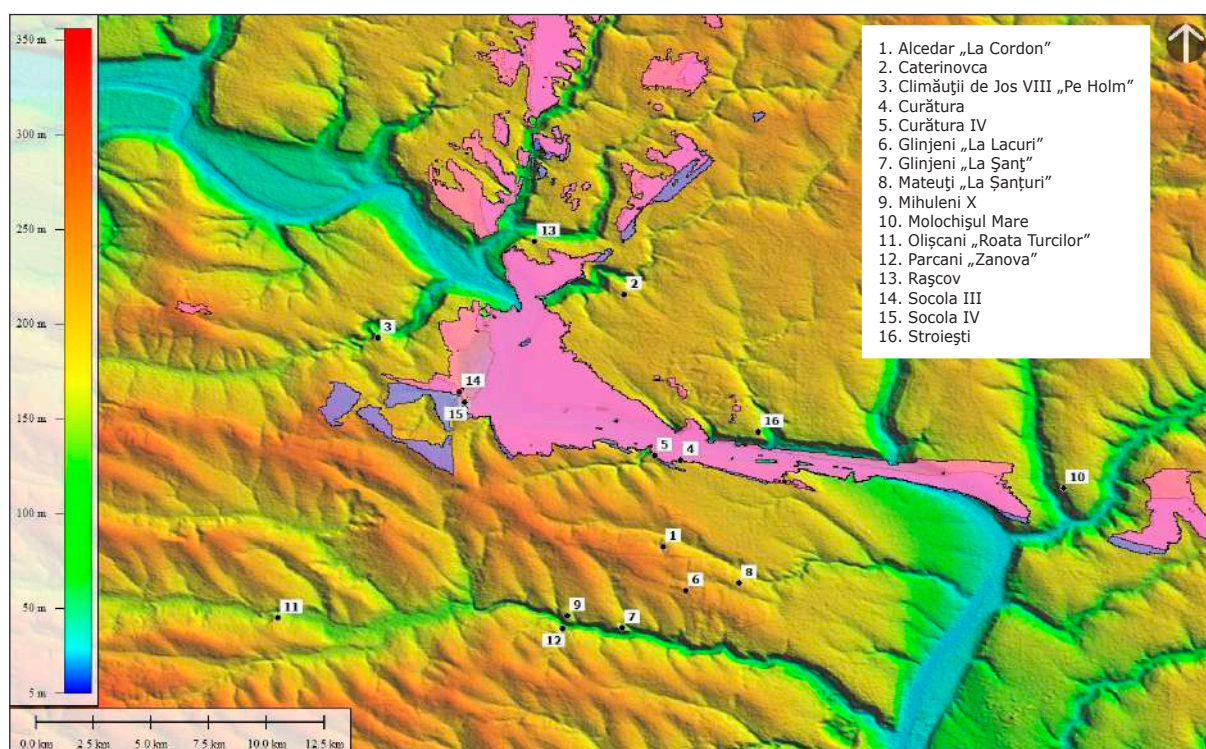 350 m
300 m
250 m
200 m
150 m
100 m
50 m
5 m
0.0 km 2.5 km 5.0 km 7.5 km 10.0 km 12.5 km
1. Alcedar „La Cordon”
2. Caterinovca
3. Climăuţii de Jos VIII „Pe Holm”
4. Curătura
5. Curătura IV
6. Glinjeni „La Lacuri”
7. Glinjeni „La Şanţ”
8. Mateuţi „La Șanțuri”
9. Mihuleni X
10. Molochişul Mare
11. Olişcani „Roata Turcilor”
12. Parcani „Zanova”
13. Raşcov
14. Socola III
15. Socola IV
16. Stroieşti
13
2
3
14
15
16
5
4
10
1
8
6
11
9
7
12